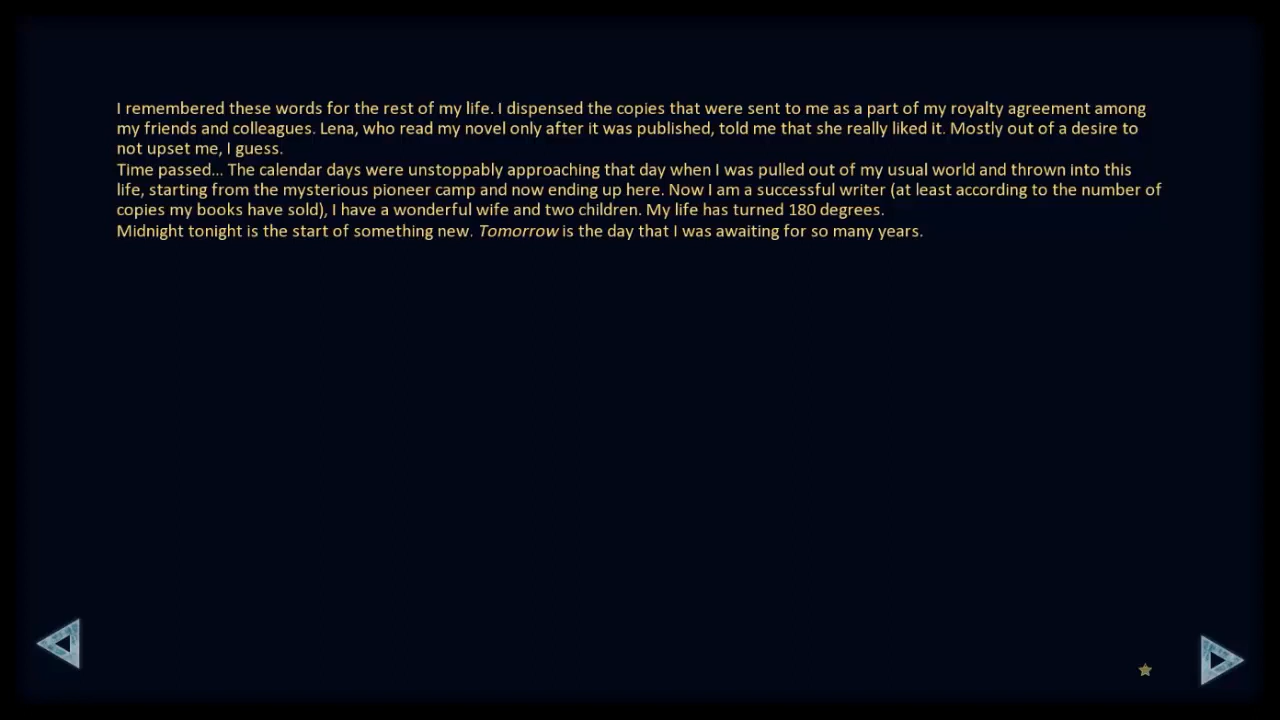 I remembered these words for the rest of my life. I dispensed the copies that were sent to me as a part of my royalty agreement among
my friends and colleagues. Lena, who read my novel only after it was published, told me that she really liked it. Mostly out of a desire to
not upset me, I guess.
Time passed... The calendar days were unstoppably approaching that day when I was pulled out of my usual world and thrown into this
life, starting from the mysterious pioneer camp and now ending up here. Now I am a successful writer (at least according to the number of
copies my books have sold), I have a wonderful wife and two children. My life has turned 180 degrees.
Midnight tonight is the start of something new. Tomorrow is the day that I was awaiting for so many years.